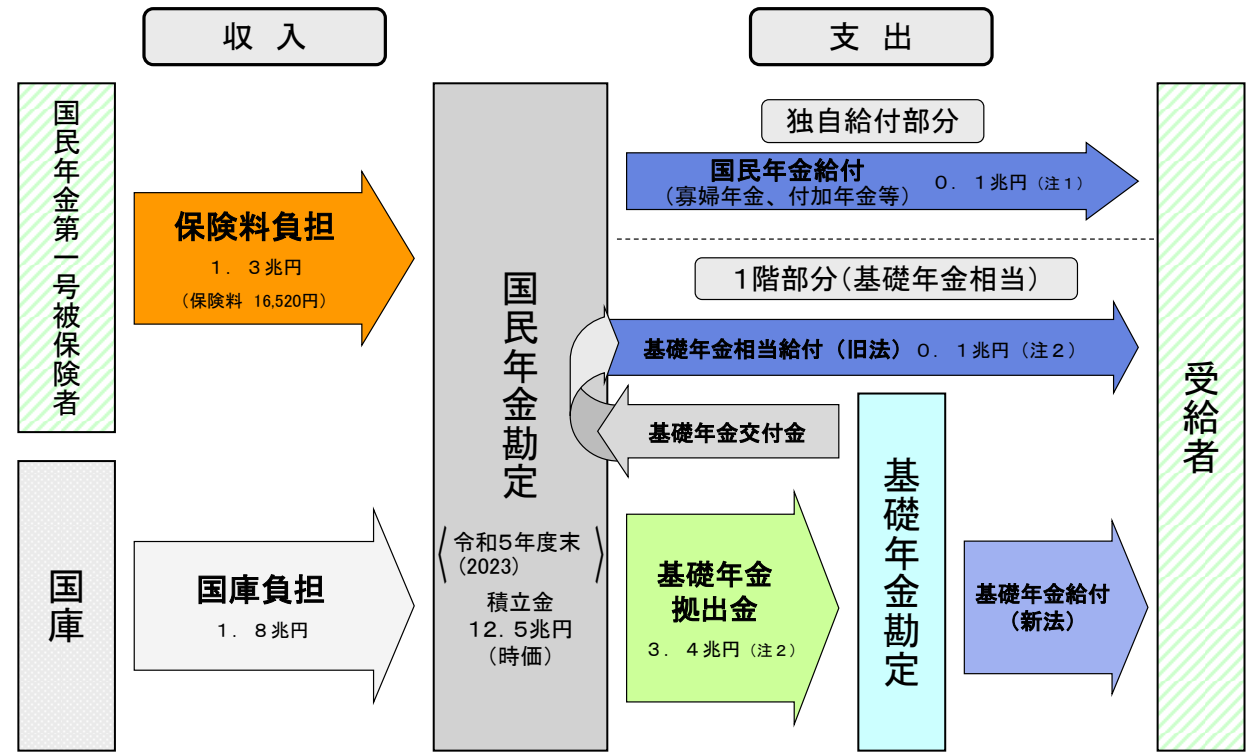 収 入
支 出
国民年金第一号被保険者
保険料負担
1. 3兆円
(保険料 16,520円)
国庫
国庫負担
1. 8兆円
国民年金勘定
令和5年度末
(2023)
積立金
12.5兆円
(時価)
独自給付部分
国民年金給付
(寡婦年金、付加年金等)
0. 1兆円 (注1)
1階部分(基礎年金相当)
基礎年金相当給付(旧法) 0. 1兆円 (注2)
基礎年金交付金
基礎年金
拠出金
3. 4兆円 (注2)
基礎年金勘定
基礎年金給付
(新法)
受給者